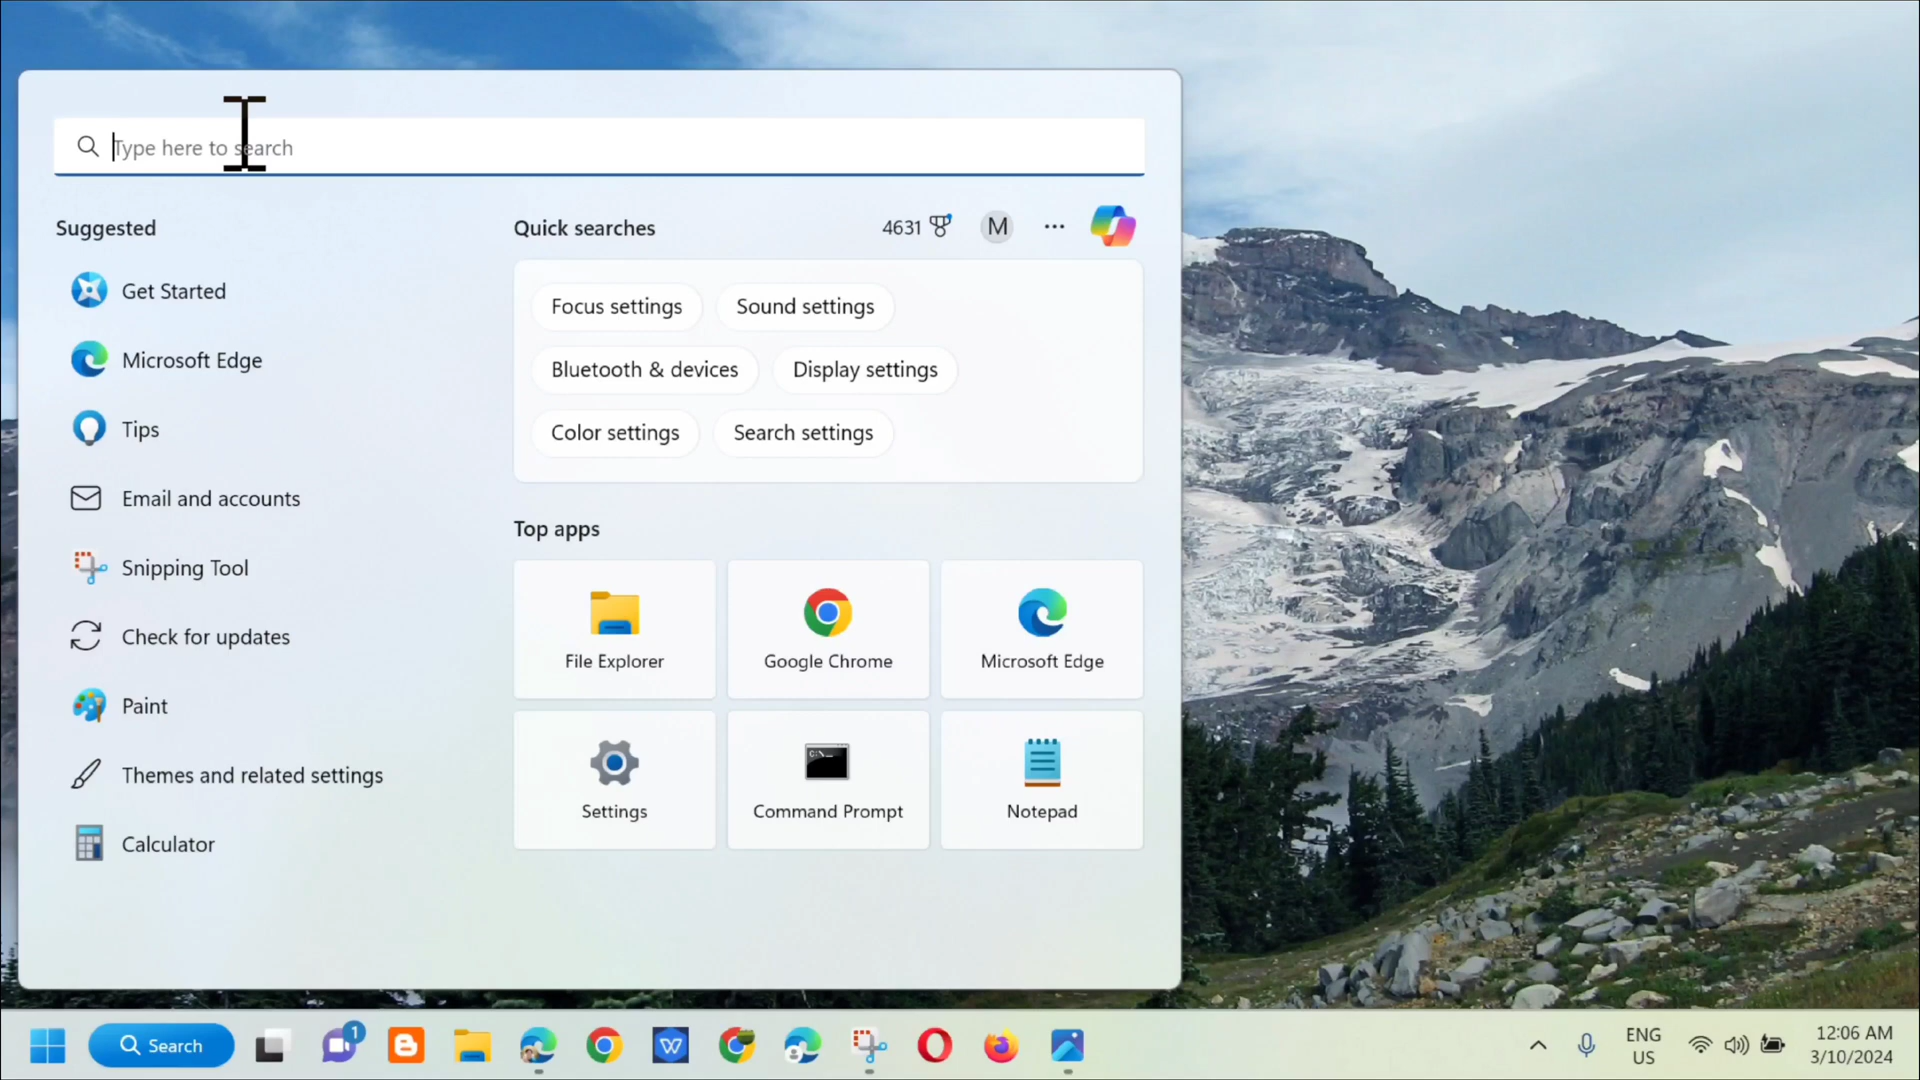 Type here to search
Suggested
Get Started
Microsoft Edge
Tips
Email and accounts
Snipping Tool
Check for updates
Paint
Themes and related settings
Calculator
Quick searches
4631
M
Focus settings
Sound settings
Bluetooth & devices
Display settings
Color settings
Search settings
Top apps
File Explorer
Google Chrome
Microsoft Edge
Settings
Command Prompt
Notepad
Search
1
W
ENG
US
12:06 AM
3/10/2024